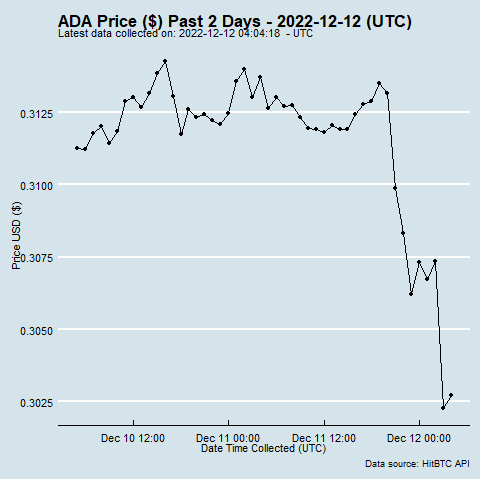 ADA Price ($) Past 2 Days - 2022-12-12 (UTC)
Latest data collected on: 2022-12-12 04:04:18  - UTC
0.3125
0.3100
0.3075
0.3050
0.3025
Price USD ($)
Dec 10 12:00
Dec 11 00:00
Dec 11 12:00
Dec 12 00:00
Date Time Collected (UTC)
Data source: HitBTC API